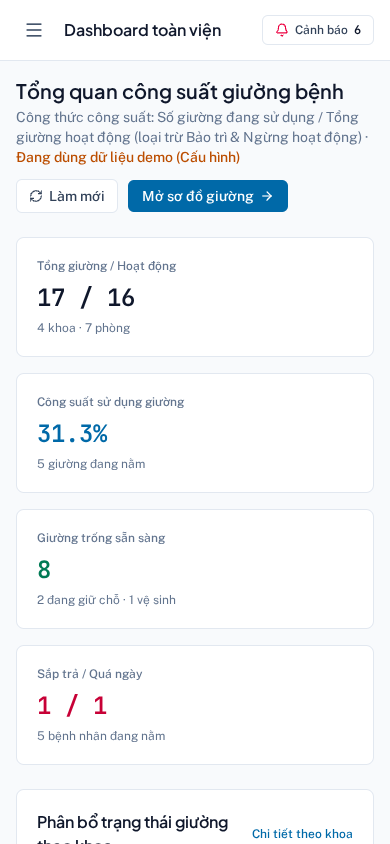 Dashboard toàn viện
Cảnh báo 6
Tổng quan công suất giường bệnh
Công thức công suất: Số giường đang sử dụng / Tổng
giường hoạt động (loại trừ Bảo trì & Ngừng hoạt động) ·
Đang dùng dữ liệu demo (Cấu hình)
Làm mới
Mở sơ đồ giường →
Tổng giường / Hoạt động
17 / 16
4 khoa · 7 phòng
Công suất sử dụng giường
31.3%
5 giường đang nằm
Giường trống sẵn sàng
8
2 đang giữ chỗ · 1 vệ sinh
Sắp trả / Quá ngày
1 / 1
5 bệnh nhân đang nằm
Phân bổ trạng thái giường
theo khoa
Chi tiết theo khoa